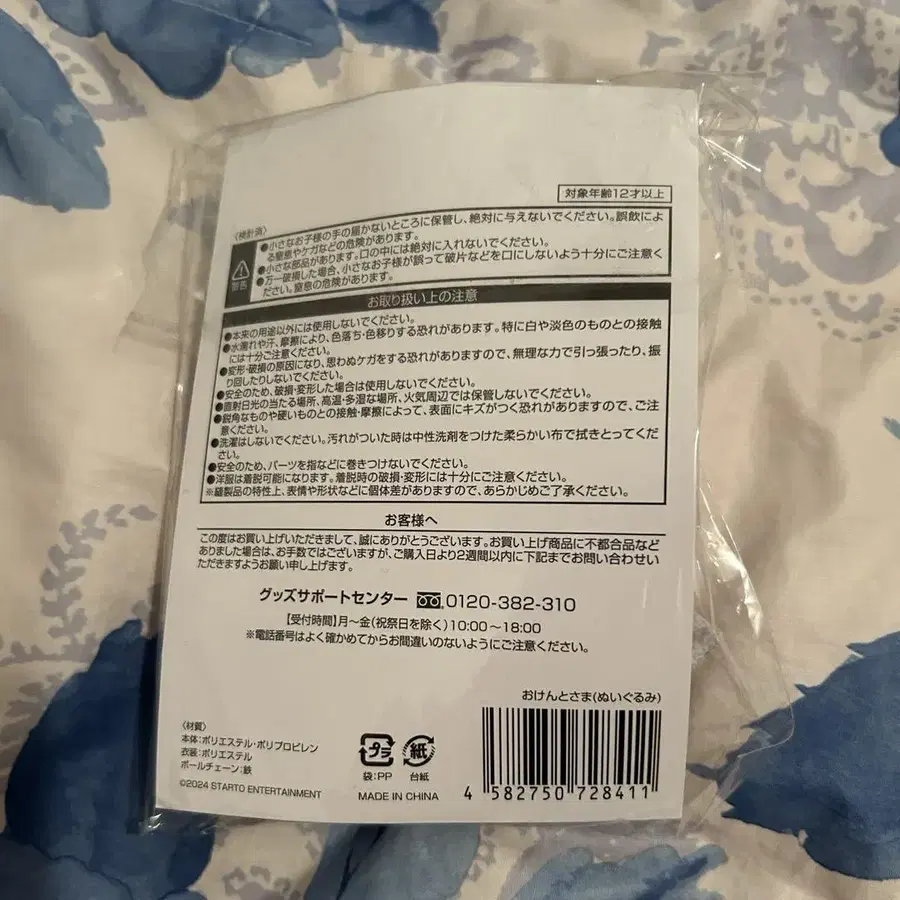 対象年齢12才以上
〈検針済〉
警告
●小さなお子様の手の届かないところに保管し、絶対に与えないでください。誤飲によ
る窒息やケガなどの危険があります。
●小さな部品があります。口の中には絶対に入れないでください。
●万一破損した場合、小さなお子様が誤って破片などを口にしないよう十分にご注意く
ださい。窒息の危険があります。
お取り扱い上の注意
●本来の用途以外には使用しないでください。
●水濡れや汗、摩擦により、色落ち・色移りする恐れがあります。特に白や淡色のものとの接触
には十分ご注意ください。
●変形・破損の原因になり、思わぬケガをする恐れがありますので、無理な力で引っ張ったり、振
り回したりしないでください。
●安全のため、破損・変形した場合は使用しないでください。
●直射日光の当たる場所、高温・多湿な場所、火気周辺では保管しないでください。
●鋭角なものや硬いものとの接触・摩擦によって、表面にキズがつく恐れがありますので、ご注
意ください。
●洗濯はしないでください。汚れがついた時は中性洗剤をつけた柔らかい布で拭きとってくだ
さい。
●安全のため、パーツを指などに巻きつけないでください。
●洋服は着脱可能になります。着脱時の破損・変形には十分にご注意ください。
※縫製品の特性上、表情や形状などに個体差がありますので、あらかじめご了承ください。
お客様へ
この度はお買い上げいただきまして、誠にありがとうございます。お買い上げ商品に不都合品など
ありました場合は、お手数ではございますが、ご購入日より2週間以内に下記までお問い合わせい
ただきますようお願い申し上げます。
グッズサポートセンター 0120-382-310
【受付時間】月～金(祝祭日を除く)10:00～18:00
※電話番号はよく確かめてからお間違いのないようにご注意ください。
おけんとさま(ぬいぐるみ)
〈材質〉
本体:ポリエステル・ポリプロピレン
衣装:ポリエステル
ボールチェーン:鉄
©2024 STARTO ENTERTAINMENT
プラ
袋:PP
紙
台紙
MADE IN CHINA
4 582750 728411